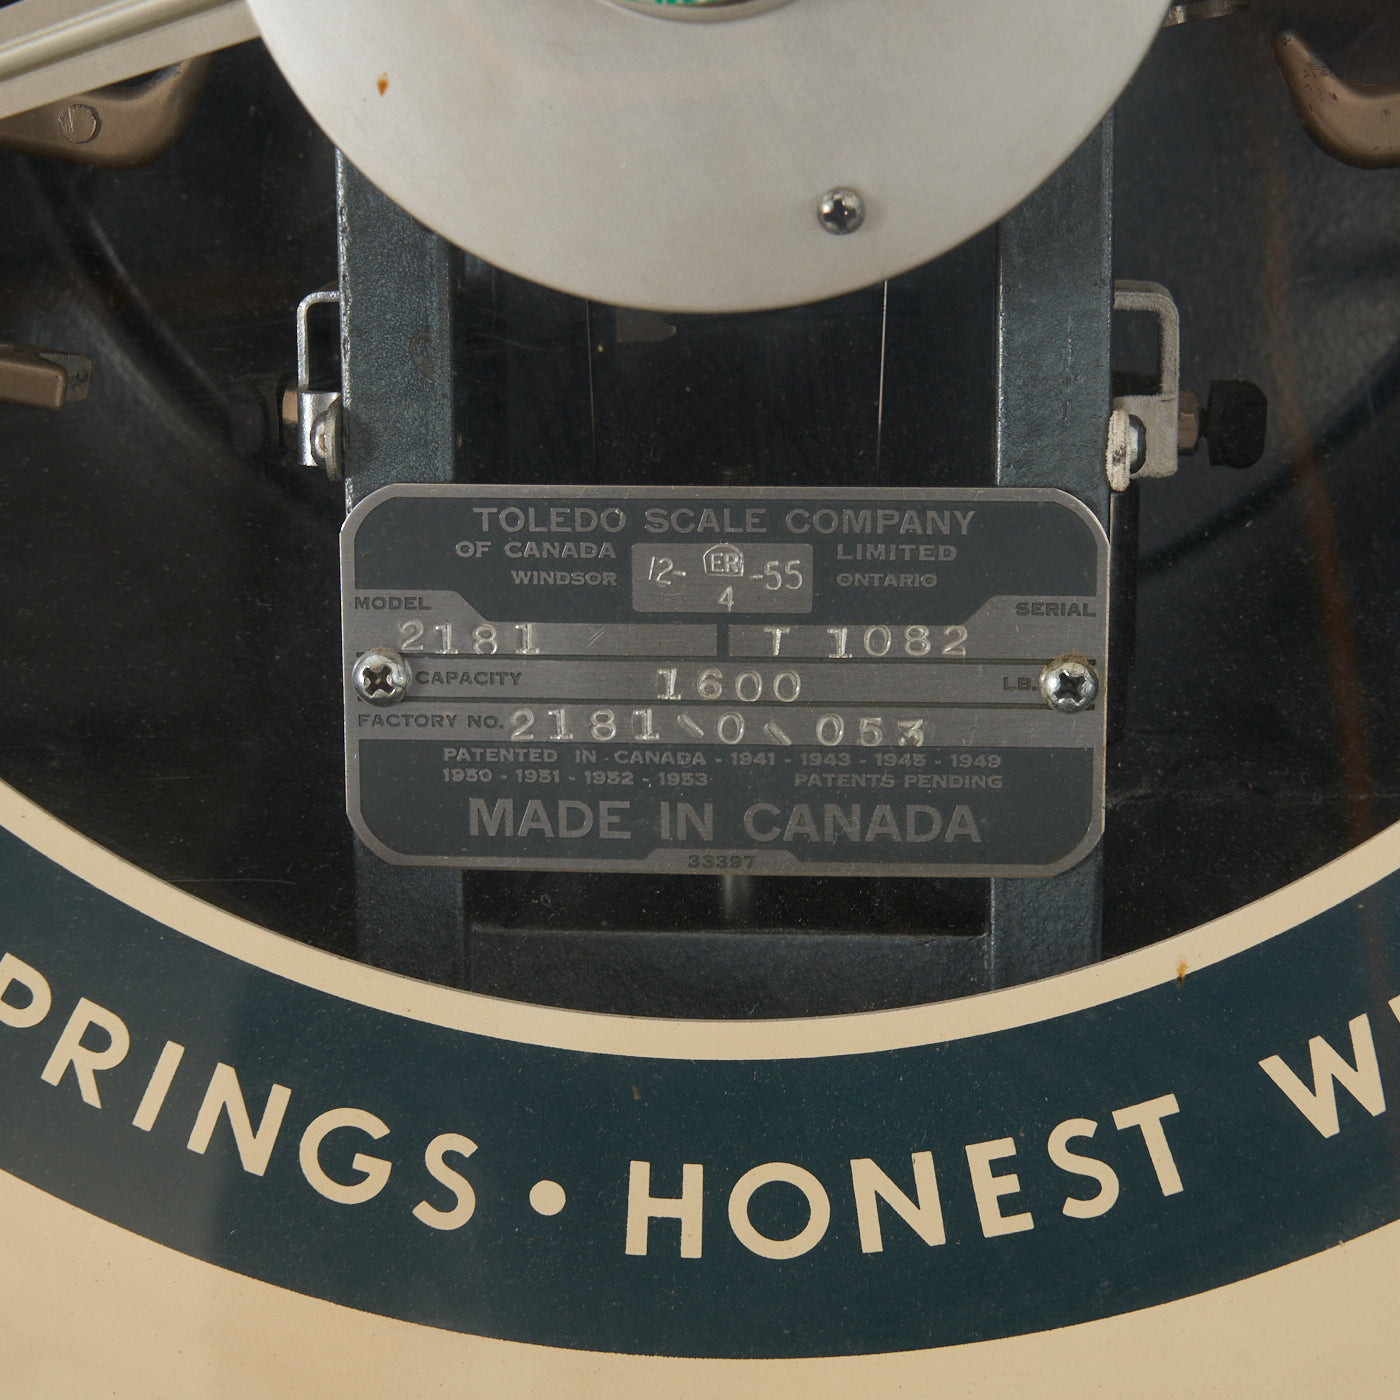 TOLEDO SCALE COMPANY
OF CANADA LIMITED
WINDSOR ONTARIO
12- ER -55
4
MODEL SERIAL
2181 T 1082
CAPACITY 1600 LB.
FACTORY NO. 2181\0\053
PATENTED IN CANADA - 1941 - 1943 - 1945 - 1949
1950 - 1951 - 1952 - 1953 PATENTS PENDING
MADE IN CANADA
33397
PRINGS • HONEST W